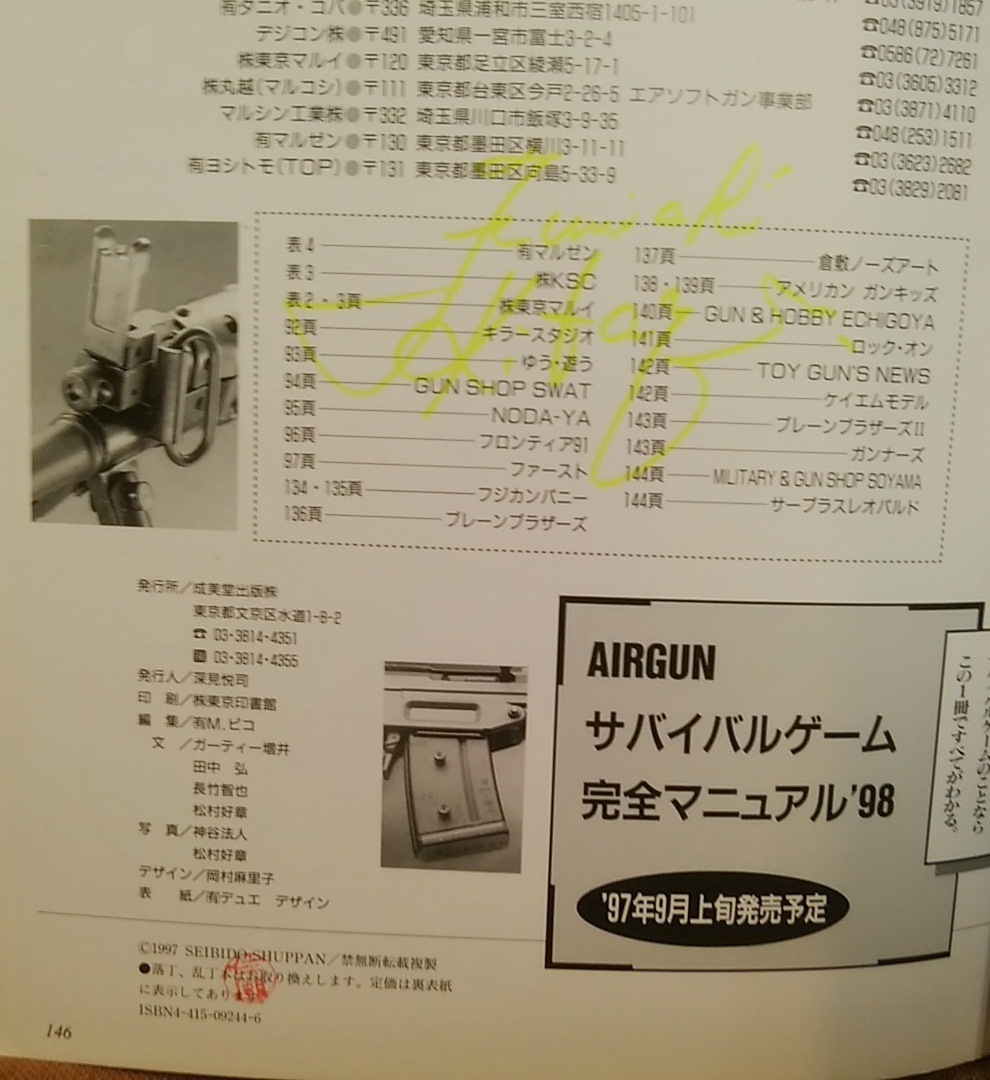 03(3919)1857
有タニオ・コバ●〒336 埼玉県浦和市三室西宿1405-1-101 ☎048(875)5171
デジコン株●〒491 愛知県一宮市富士3-2-4 ☎0586(72)7261
株東京マルイ●〒120 東京都足立区綾瀬5-17-1 ☎03(3605)3312
株丸越(マルコシ)●〒111 東京都台東区今戸2-26-5 エアソフトガン事業部 ☎03(3871)4110
マルシン工業株●〒332 埼玉県川口市飯塚3-9-35 ☎048(253)1511
有マルゼン●〒130 東京都墨田区横川3-11-11 ☎03(3623)2682
有ヨシトモ(TOP)●〒131 東京都墨田区向島5-33-9 ☎03(3829)2081
表4 有マルゼン
表3 株KSC
表2・3頁 株東京マルイ
92頁 キラースタジオ
93頁 ゆう・遊う
94頁 GUN SHOP SWAT
95頁 NODA-YA
96頁 フロンティア91
97頁 ファースト
134・135頁 フジカンパニー
136頁 ブレーンブラザーズ
137頁 倉敷ノーズアート
138・139頁 アメリカン ガンキッズ
140頁 GUN & HOBBY ECHIGOYA
141頁 ロック・オン
142頁 TOY GUN'S NEWS
142頁 ケイエムモデル
143頁 ブレーンブラザーズII
143頁 ガンナーズ
144頁 MILITARY & GUN SHOP SOYAMA
144頁 サープラスレオパルド
発行所/成美堂出版株
東京都文京区水道1-8-2
☎ 03・3814・4351
03・3814・4355
発行人/深見悦司
印 刷/株東京印書館
編 集/有M.ピコ
文 /ガーティー増井
田中 弘
長竹智也
松村好章
写 真/神谷法人
松村好章
デザイン/岡村麻里子
表 紙/有デュエ デザイン
AIRGUN
サバイバルゲーム
完全マニュアル'98
'97年9月上旬発売予定
この1冊ですべてがわかる。
©1997 SEIBIDO SHUPPAN/禁無断転載複製
●落丁、乱丁本はお取り換えします。定価は裏表紙
に表示してあります。
ISBN4-415-09244-6
146